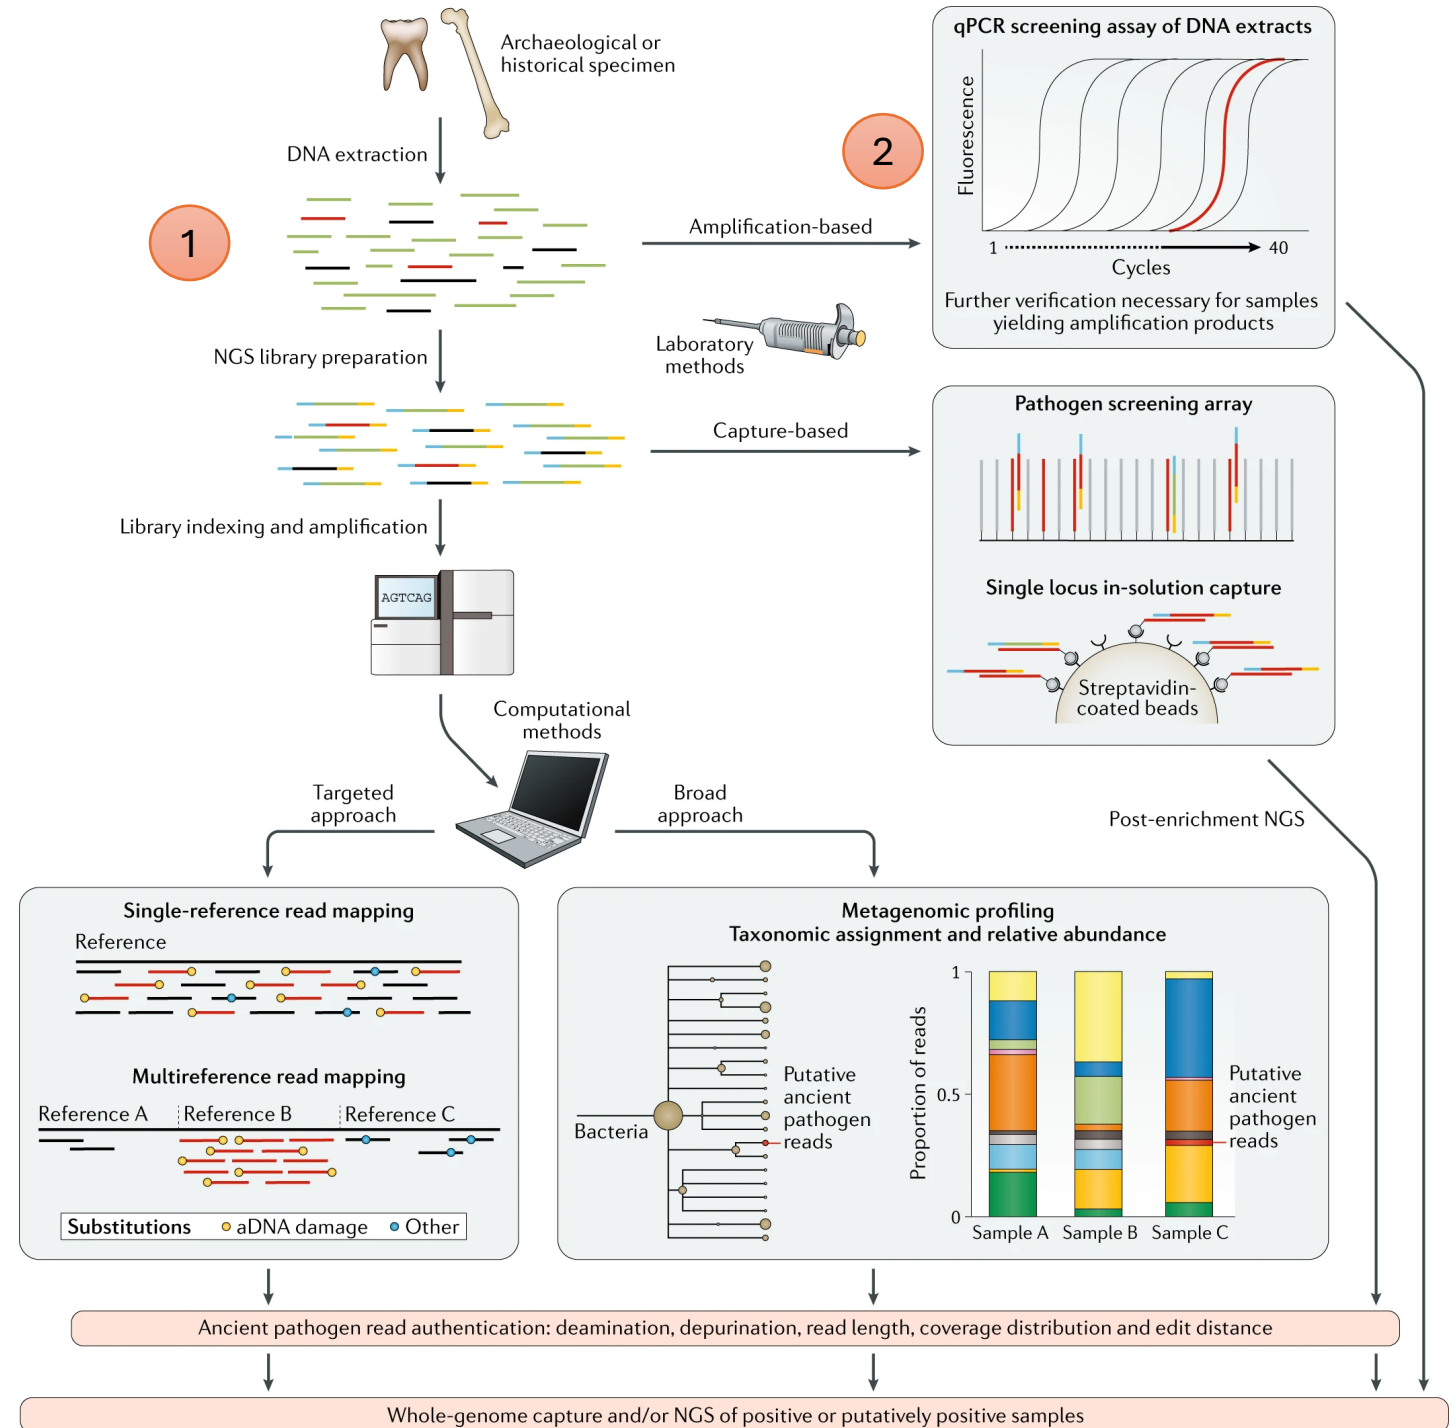 Archaeological or
historical specimen
DNA extraction
1
NGS library preparation
Library indexing and amplification
AGTCAG
Amplification-based
Laboratory
methods
Capture-based
2
qPCR screening assay of DNA extracts
Fluorescence
1
40
Cycles
Further verification necessary for samples
yielding amplification products
Pathogen screening array
Single locus in-solution capture
Streptavidin-
coated beads
Post-enrichment NGS
Computational
methods
Targeted
approach
Broad
approach
Single-reference read mapping
Reference
Multireference read mapping
Reference A
Reference B
Reference C
Substitutions
aDNA damage
Other
Metagenomic profiling
Taxonomic assignment and relative abundance
Bacteria
Putative
ancient
pathogen
reads
Proportion of reads
1
0.5
0
Sample A
Sample B
Sample C
Putative
ancient
pathogen
reads
Ancient pathogen read authentication: deamination, depurination, read length, coverage distribution and edit distance
Whole-genome capture and/or NGS of positive or putatively positive samples